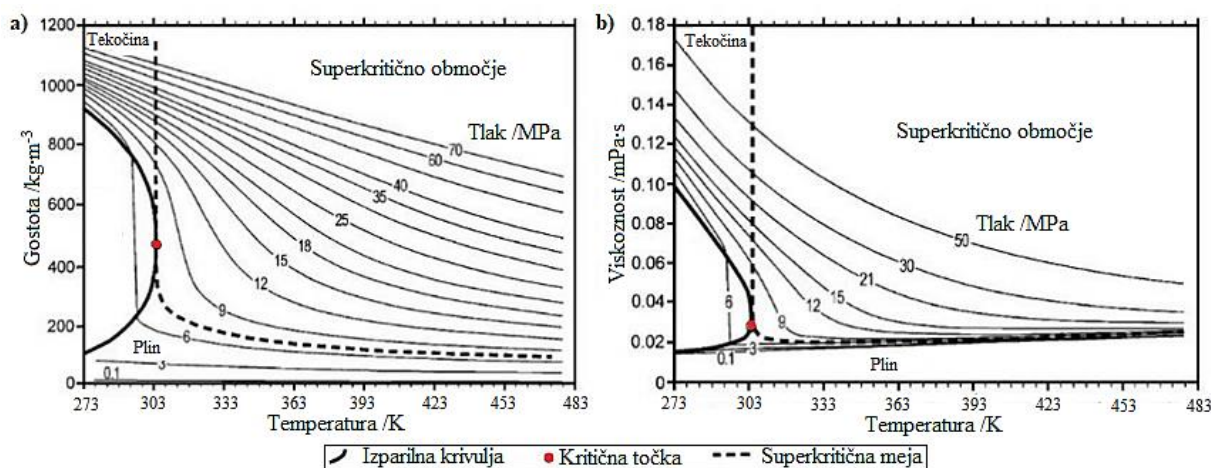 a)
Gostota /kg·m⁻³
1200
1000
800
600
400
200
0
Tekočina
Superkritično območje
Tlak /MPa
70
60
40
35
25
18
15
12
9
6
3
0.1
Plin
273 303 333 363 393 423 453 483
Temperatura /K
b)
Viskoznost /mPa·s
0.18
0.16
0.14
0.12
0.10
0.08
0.06
0.04
0.02
0
Tekočina
Superkritično območje
Tlak /MPa
50
30
21
15
12
9
6
3
0.1
Plin
273 303 333 363 393 423 453 483
Temperatura /K
Izparilna krivulja Kritična točka Superkritična meja